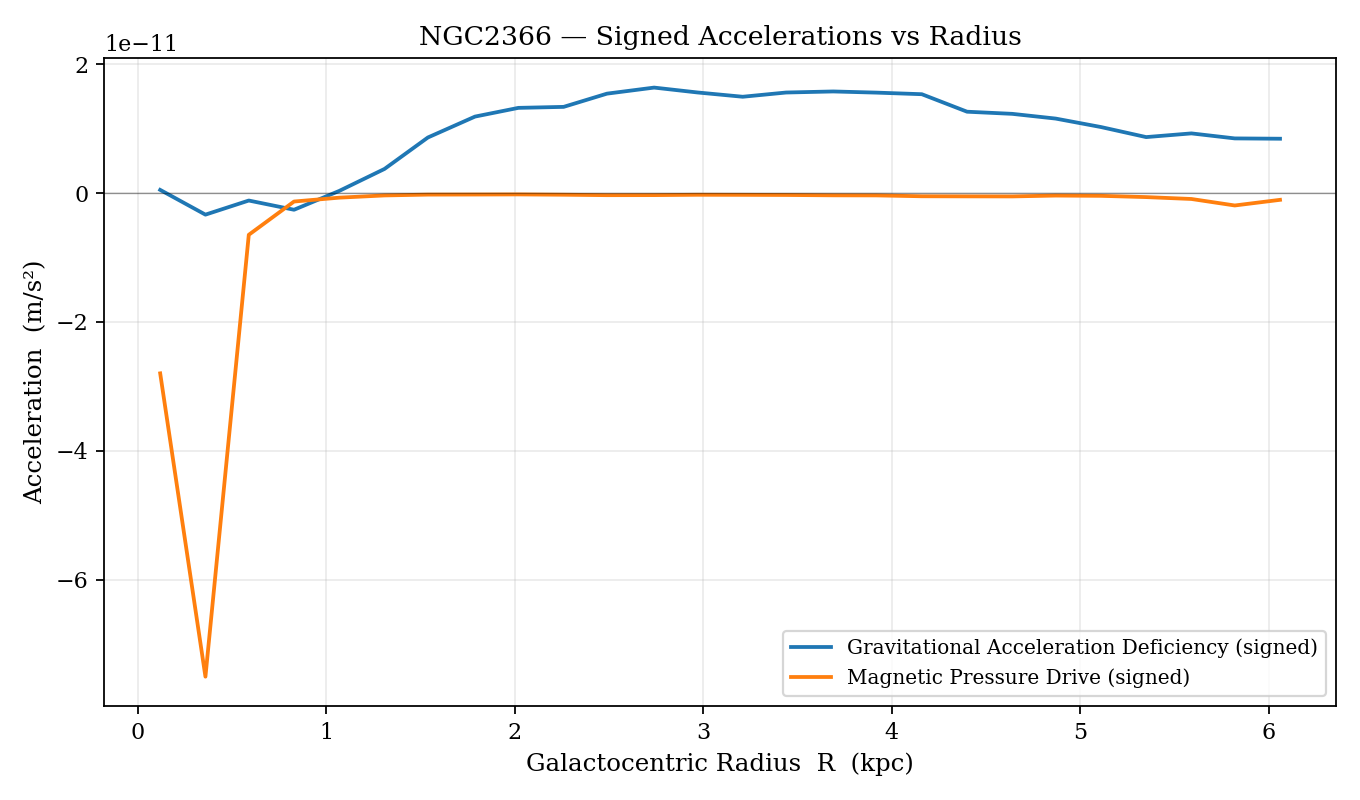 NGC2366 — Signed Accelerations vs Radius
1e−11
2
0
−2
−4
−6
Acceleration (m/s²)
0 1 2 3 4 5 6
Galactocentric Radius R (kpc)
Gravitational Acceleration Deficiency (signed)
Magnetic Pressure Drive (signed)